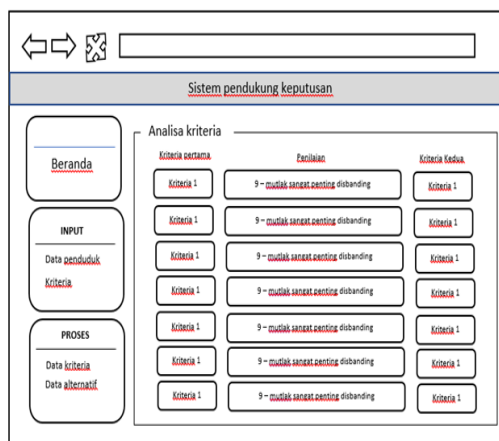 Sistem pendukung keputusan
Beranda
INPUT
Data penduduk
Kriteria
PROSES
Data kriteria
Data alternatif
Analisa kriteria
Kriteria pertama Penilaian Kriteria Kedua
Kriteria 1 9 – mutlak sangat penting disbanding Kriteria 1
Kriteria 1 9 – mutlak sangat penting disbanding Kriteria 1
Kriteria 1 9 – mutlak sangat penting disbanding Kriteria 1
Kriteria 1 9 – mutlak sangat penting disbanding Kriteria 1
Kriteria 1 9 – mutlak sangat penting disbanding Kriteria 1
Kriteria 1 9 – mutlak sangat penting disbanding Kriteria 1
Kriteria 1 9 – mutlak sangat penting disbanding Kriteria 1